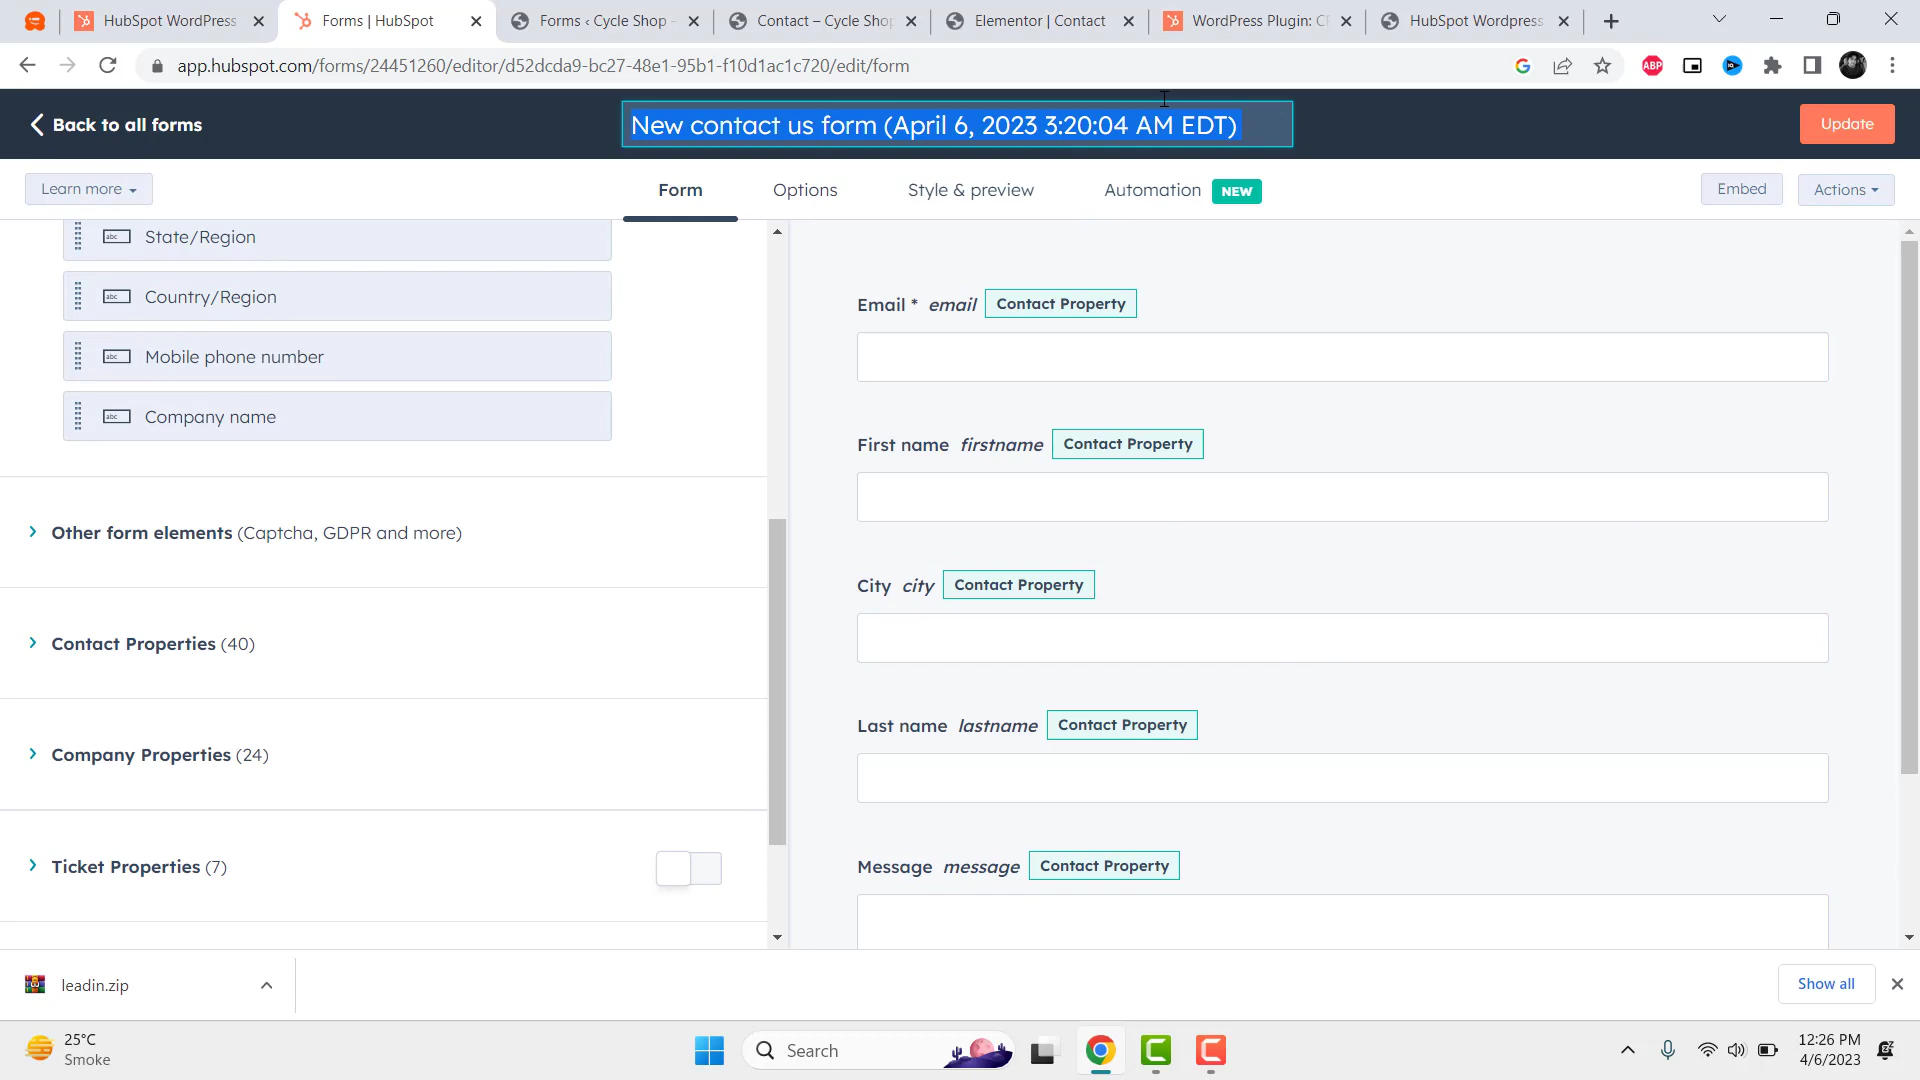 HubSpot WordPress
Forms | HubSpot
Forms ‹ Cycle Shop –
Contact – Cycle Shop
Elementor | Contact
WordPress Plugin: C
HubSpot Wordpress
app.hubspot.com/forms/24451260/editor/d52dcda9-bc27-48e1-95b1-f10d1ac1c720/edit/form
ABP
Back to all forms
New contact us form (April 6, 2023 3:20:04 AM EDT)
Update
Learn more
Form
Options
Style & preview
Automation NEW
Embed
Actions
State/Region
abc Country/Region
abc Mobile phone number
abc Company name
Other form elements (Captcha, GDPR and more)
Contact Properties (40)
Company Properties (24)
Ticket Properties (7)
Email * email Contact Property
First name firstname Contact Property
City city Contact Property
Last name lastname Contact Property
Message message Contact Property
leadin.zip
Show all
25°C
Smoke
Search
12:26 PM
4/6/2023